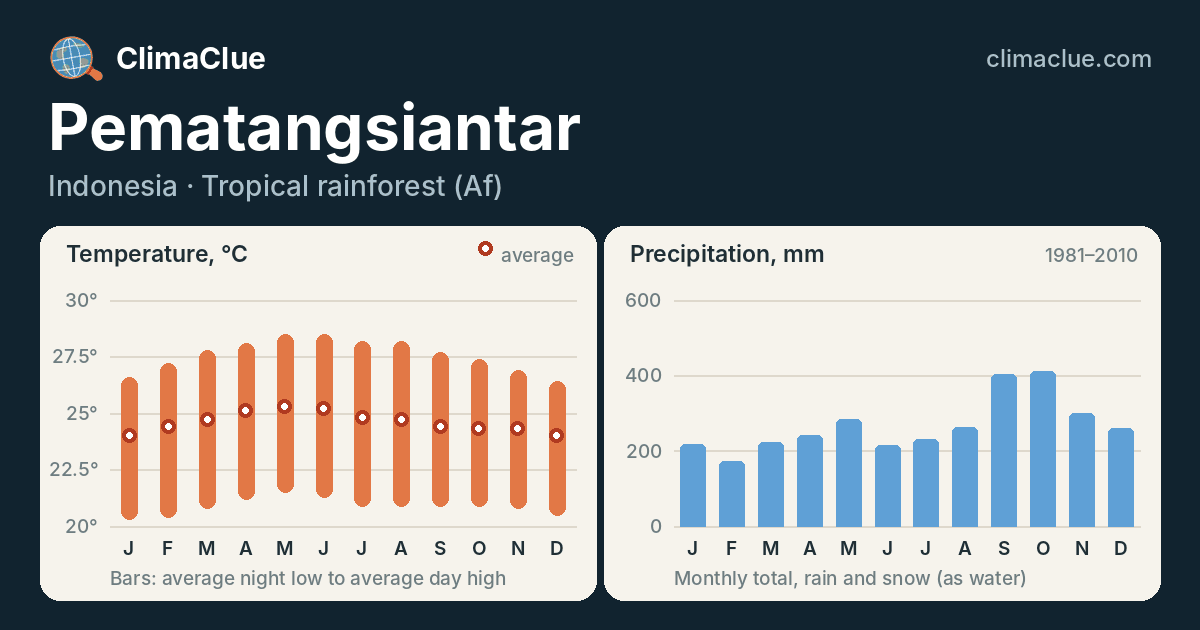 ClimaClue
climaclue.com
Pematangsiantar
Indonesia · Tropical rainforest (Af)
Temperature, °C
average
30°
27.5°
25°
22.5°
20°
J F M A M J J A S O N D
Bars: average night low to average day high
Precipitation, mm
1981–2010
600
400
200
0
J F M A M J J A S O N D
Monthly total, rain and snow (as water)